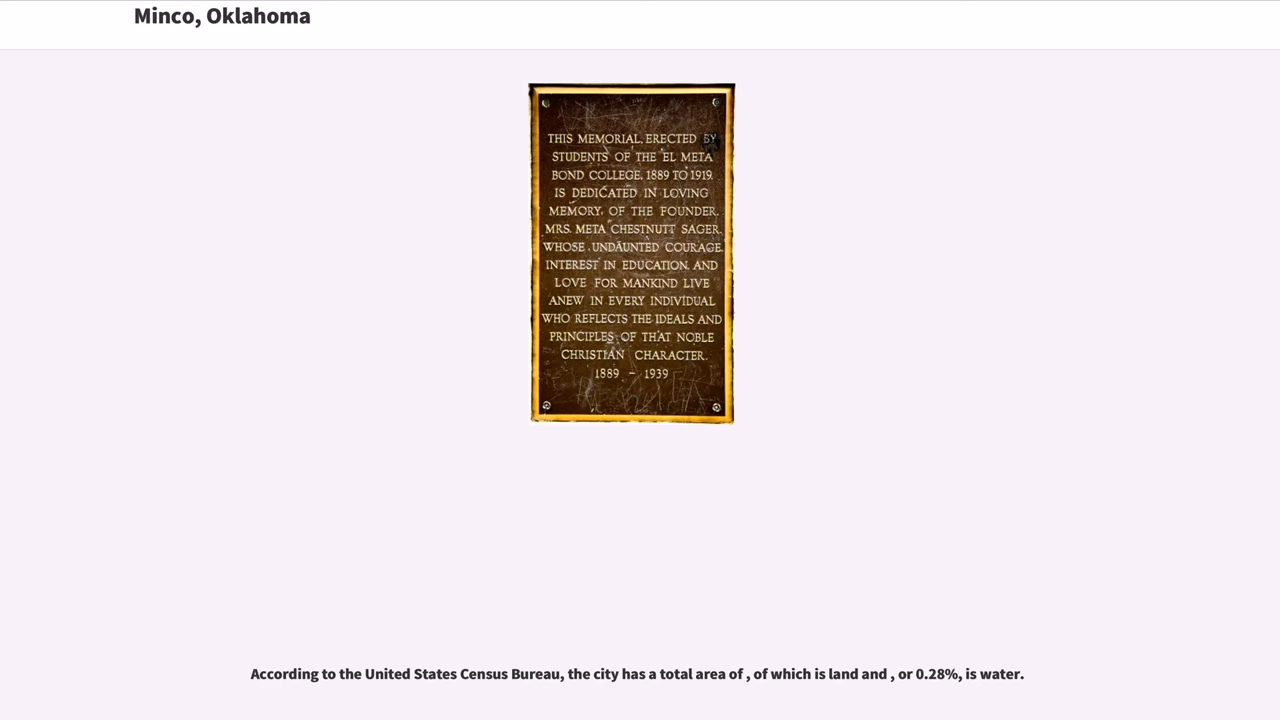 Minco, Oklahoma
THIS MEMORIAL, ERECTED BY
STUDENTS OF THE EL META
BOND COLLEGE, 1889 TO 1919,
IS DEDICATED IN LOVING
MEMORY, OF THE FOUNDER,
MRS. META CHESTNUTT SAGER,
WHOSE UNDAUNTED COURAGE,
INTEREST IN EDUCATION, AND
LOVE FOR MANKIND LIVE
ANEW IN EVERY INDIVIDUAL
WHO REFLECTS THE IDEALS AND
PRINCIPLES OF THAT NOBLE
CHRISTIAN CHARACTER.
1889 – 1939
According to the United States Census Bureau, the city has a total area of , of which is land and , or 0.28%, is water.